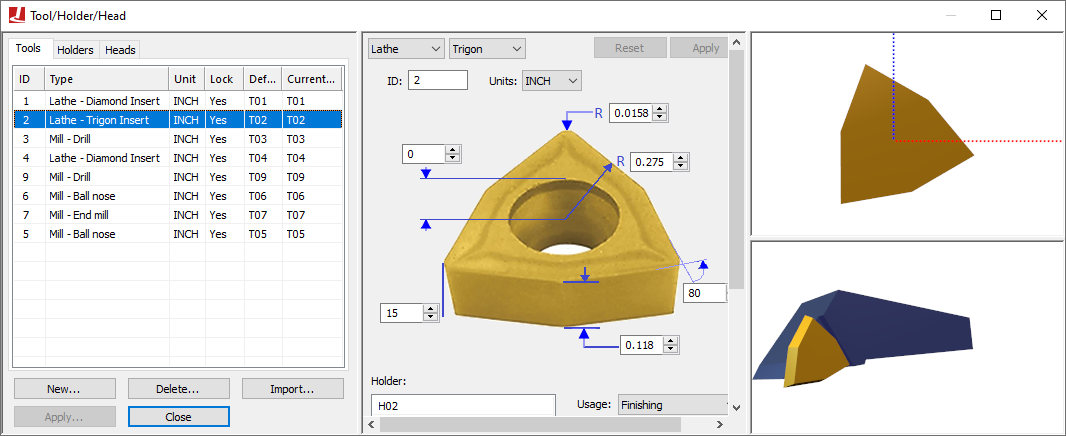 Tool/Holder/Head
Tools Holders Heads
ID Type Unit Lock Def... Current...
1 Lathe - Diamond Insert INCH Yes T01 T01
2 Lathe - Trigon Insert INCH Yes T02 T02
3 Mill - Drill INCH Yes T03 T03
4 Lathe - Diamond Insert INCH Yes T04 T04
9 Mill - Drill INCH Yes T09 T09
6 Mill - Ball nose INCH Yes T06 T06
7 Mill - End mill INCH Yes T07 T07
5 Mill - Ball nose INCH Yes T05 T05
New... Delete... Import...
Apply... Close
Lathe Trigon Reset Apply
ID: 2 Units: INCH
R 0.0158
0
R 0.275
80
15
0.118
Holder:
H02 Usage: Finishing